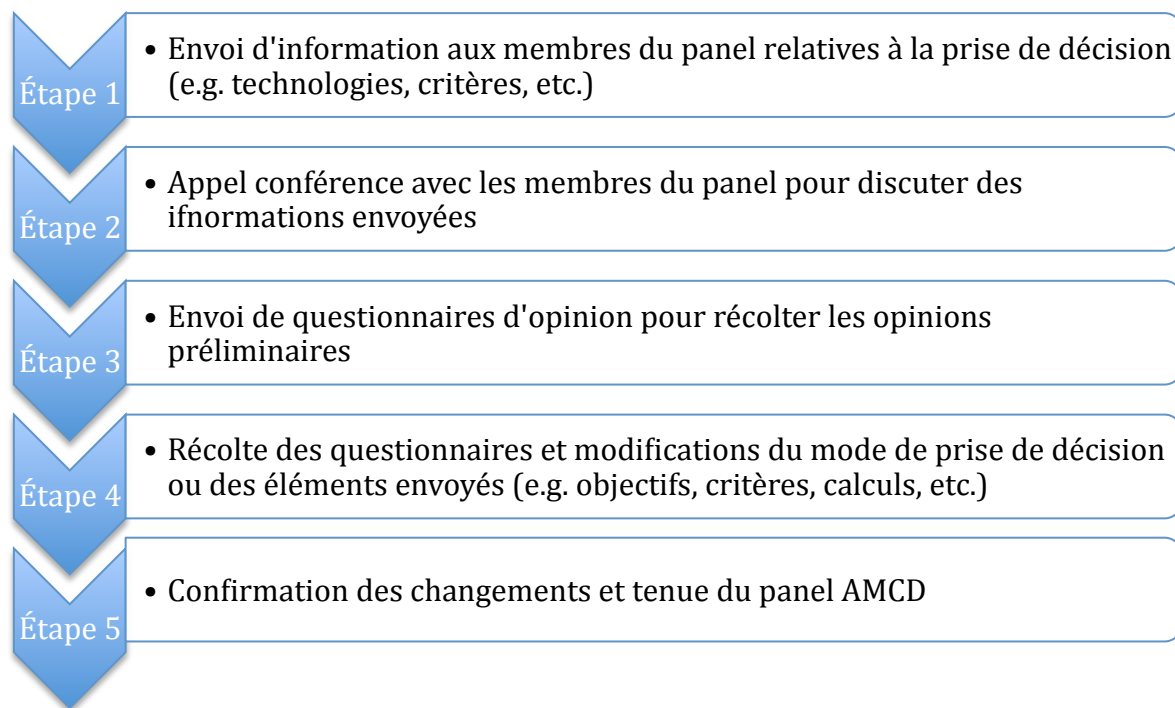 Étape 1
• Envoi d'information aux membres du panel relatives à la prise de décision
(e.g. technologies, critères, etc.)
Étape 2
• Appel conférence avec les membres du panel pour discuter des
ifnormations envoyées
Étape 3
• Envoi de questionnaires d'opinion pour récolter les opinions
préliminaires
Étape 4
• Récolte des questionnaires et modifications du mode de prise de décision
ou des éléments envoyés (e.g. objectifs, critères, calculs, etc.)
Étape 5
• Confirmation des changements et tenue du panel AMCD